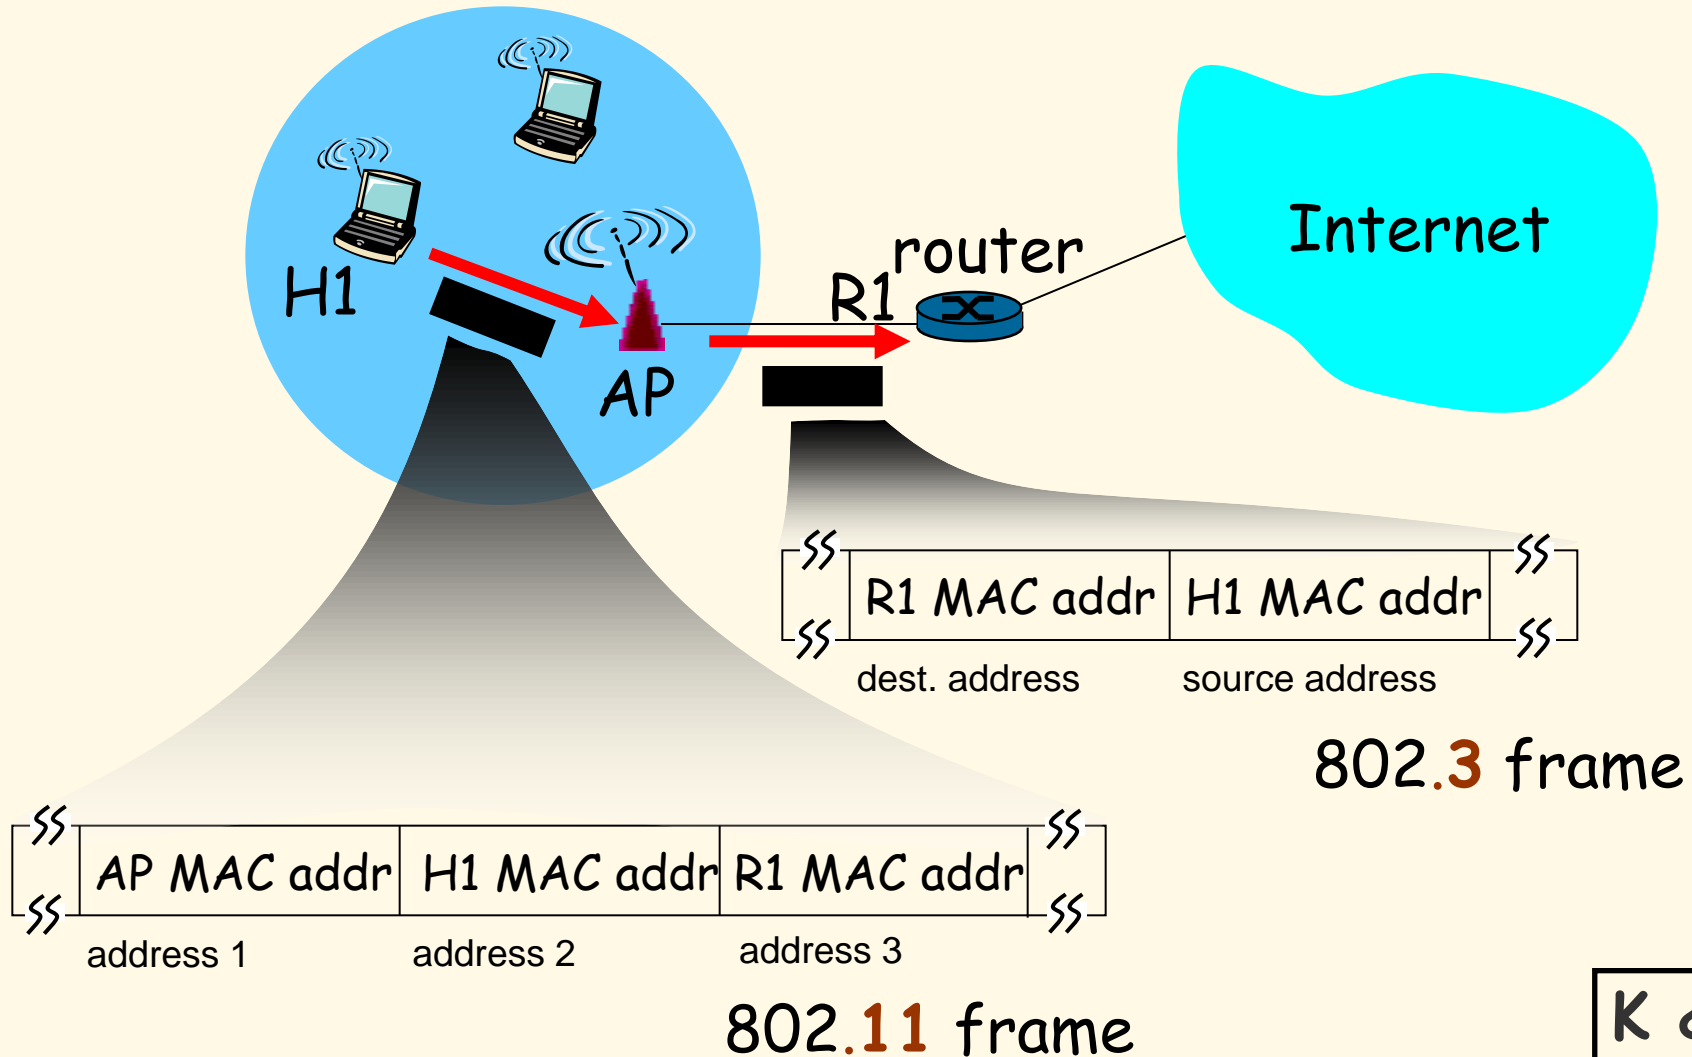 Internet
router
R1
H1
AP
R1 MAC addr H1 MAC addr
dest. address source address
802.3 frame
AP MAC addr H1 MAC addr R1 MAC addr
address 1 address 2 address 3
802.11 frame
K